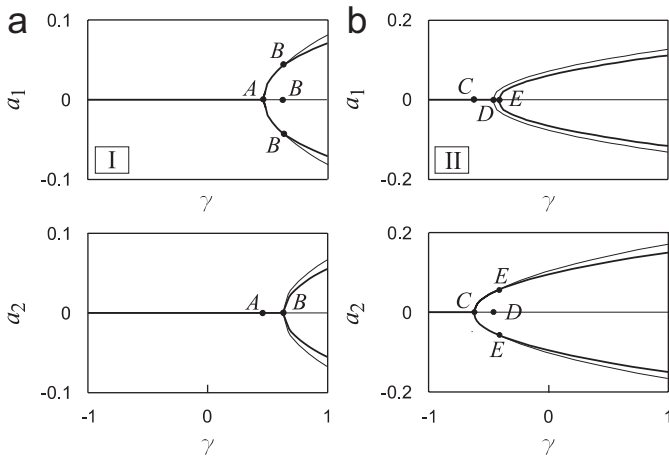 a b
0.1 0.2
a1 B a1
A B C E
0 0 D
B
I II
-0.1 -0.2
γ γ
0.1 0.2
a2 a2 E
A B C
0 0 D
E
-0.1 -0.2
-1 0 1 -1 0 1
γ γ